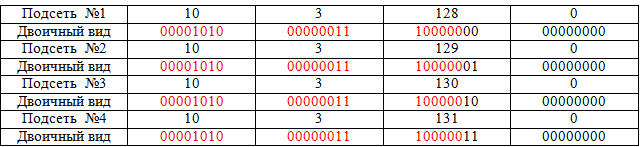 Подсеть №1 10 3 128 0
Двоичный вид 00001010 00000011 10000000 00000000
Подсеть №2 10 3 129 0
Двоичный вид 00001010 00000011 10000001 00000000
Подсеть №3 10 3 130 0
Двоичный вид 00001010 00000011 10000010 00000000
Подсеть №4 10 3 131 0
Двоичный вид 00001010 00000011 10000011 00000000